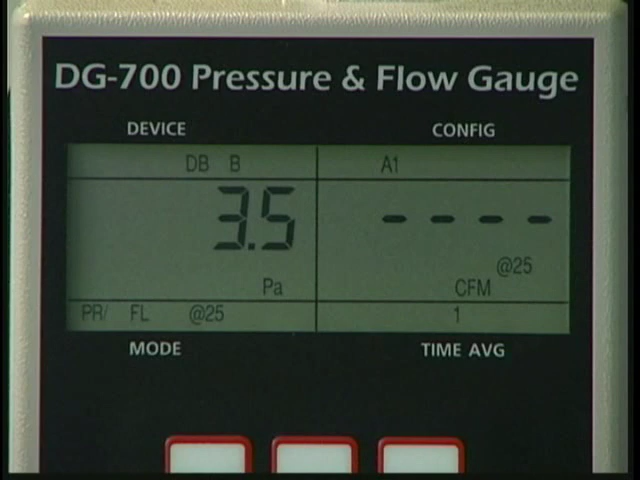 DG-700 Pressure & Flow Gauge
DEVICE CONFIG
DB B A1
3.5 - - - -
@25
Pa CFM
PR/ FL @25 1
MODE TIME AVG